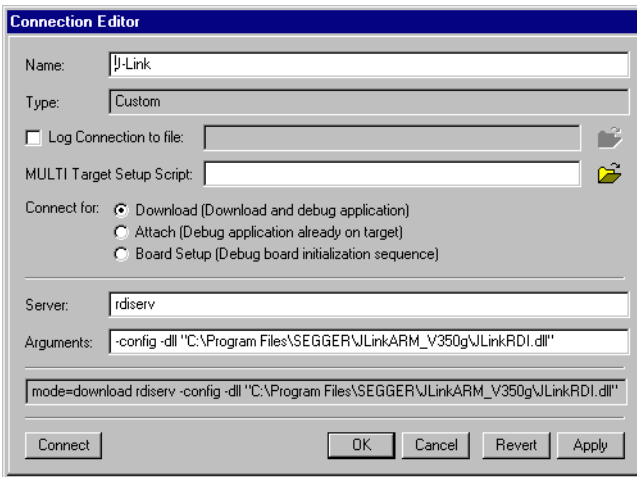 Connection Editor
Name: J-Link
Type: Custom
Log Connection to file:
MULTI Target Setup Script:
Connect for: Download (Download and debug application)
Attach (Debug application already on target)
Board Setup (Debug board initialization sequence)
Server: rdiserv
Arguments: -config -dll "C:\Program Files\SEGGER\JLinkARM_V350g\JLinkRDI.dll"
mode=download rdiserv -config -dll "C:\Program Files\SEGGER\JLinkARM_V350g\JLinkRDI.dll"
Connect OK Cancel Revert Apply